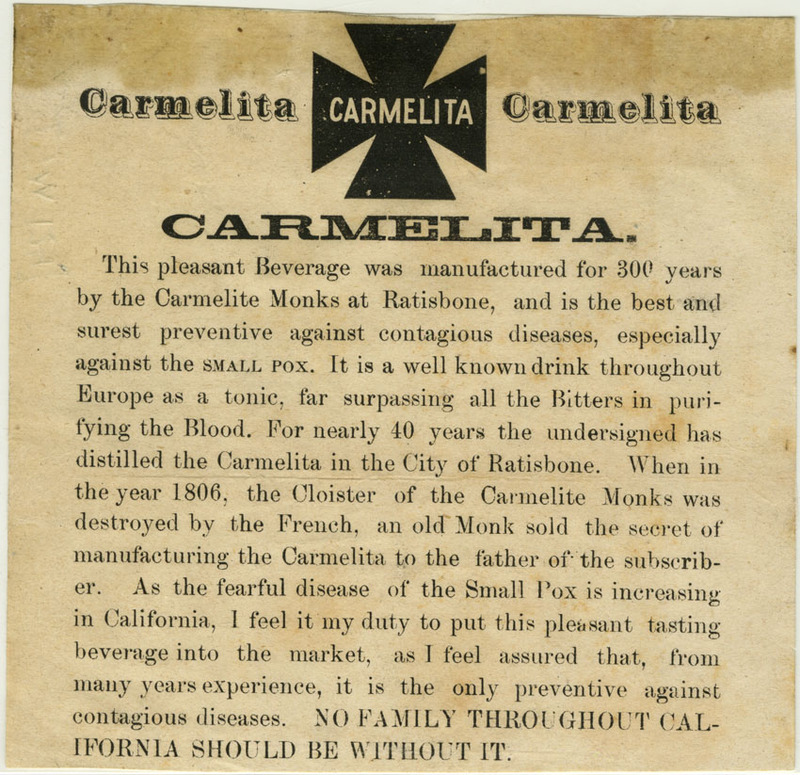 Carmelita CARMELITA Carmelita
CARMELITA.
This pleasant Beverage was manufactured for 300 years
by the Carmelite Monks at Ratisbone, and is the best and
surest preventive against contagious diseases, especially
against the SMALL POX. It is a well known drink throughout
Europe as a tonic, far surpassing all the Bitters in puri-
fying the Blood. For nearly 40 years the undersigned has
distilled the Carmelita in the City of Ratisbone. When in
the year 1806, the Cloister of the Carmelite Monks was
destroyed by the French, an old Monk sold the secret of
manufacturing the Carmelita to the father of the subscrib-
er. As the fearful disease of the Small Pox is increasing
in California, I feel it my duty to put this pleasant tasting
beverage into the market, as I feel assured that, from
many years experience, it is the only preventive against
contagious diseases. NO FAMILY THROUGHOUT CAL-
IFORNIA SHOULD BE WITHOUT IT.